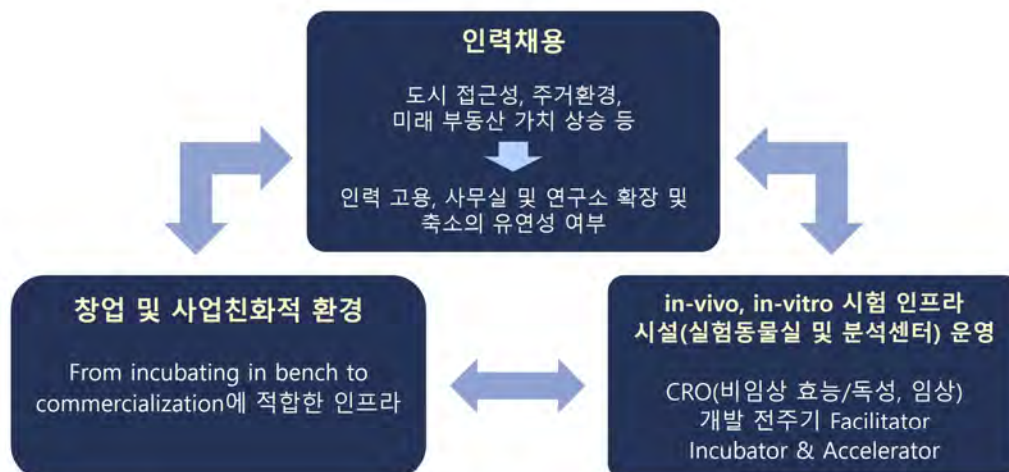 인력채용
도시 접근성, 주거환경,
미래 부동산 가치 상승 등
인력 고용, 사무실 및 연구소 확장 및
축소의 유연성 여부
창업 및 사업친화적 환경
From incubating in bench to
commercialization에 적합한 인프라
in-vivo, in-vitro 시험 인프라
시설(실험동물실 및 분석센터) 운영
CRO(비임상 효능/독성, 임상)
개발 전주기 Facilitator
Incubator & Accelerator